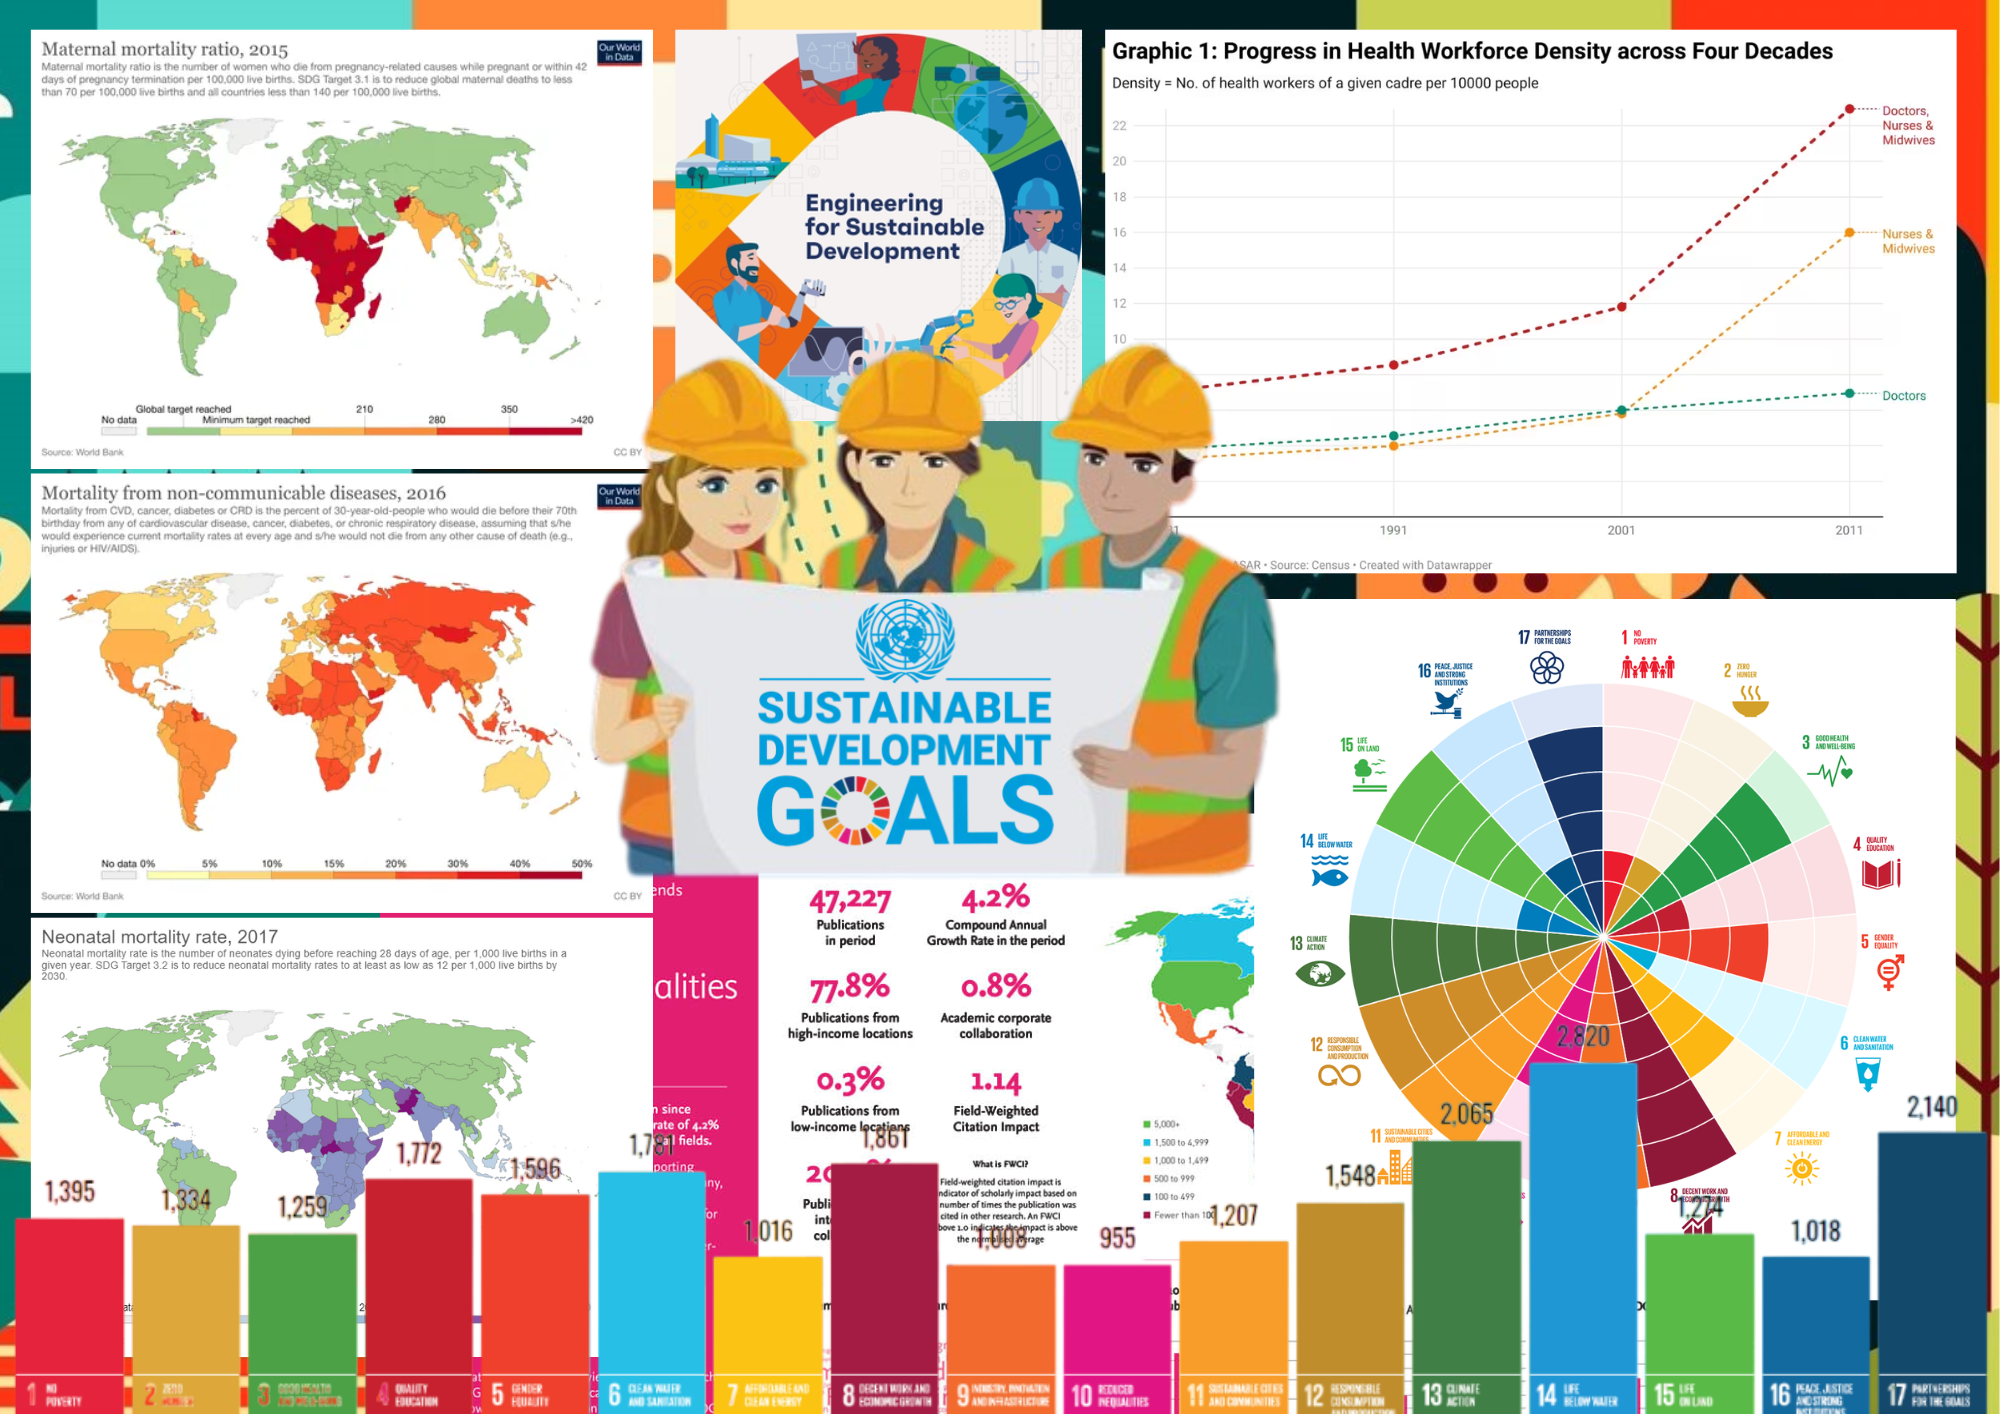 Maternal mortality ratio, 2015
Our World
in Data
Maternal mortality ratio is the number of women who die from pregnancy-related causes while pregnant or within 42
days of pregnancy termination per 100,000 live births. SDG Target 3.1 is to reduce global maternal deaths to less
than 70 per 100,000 live births and all countries less than 140 per 100,000 live births.
Global target reached 210 350
No data Minimum target reached 280 >420
Source: World Bank CC BY
Engineering
for Sustainable
Development
Graphic 1: Progress in Health Workforce Density across Four Decades
Density = No. of health workers of a given cadre per 10000 people
22
20
18
16
14
12
10
Doctors,
Nurses &
Midwives
Nurses &
Midwives
Doctors
1991 2001 2011
ASAR • Source: Census • Created with Datawrapper
Mortality from non-communicable diseases, 2016
Our World
in Data
Mortality from CVD, cancer, diabetes or CRD is the percent of 30-year-old-people who would die before their 70th
birthday from any of cardiovascular disease, cancer, diabetes, or chronic respiratory disease, assuming that s/he
would experience current mortality rates at every age and s/he would not die from any other cause of death (e.g.,
injuries or HIV/AIDS).
No data 0% 5% 10% 15% 20% 30% 40% 50%
Source: World Bank CC BY
SUSTAINABLE
DEVELOPMENT
GOALS
Neonatal mortality rate, 2017
Neonatal mortality rate is the number of neonates dying before reaching 28 days of age, per 1,000 live births in a
given year. SDG Target 3.2 is to reduce neonatal mortality rates to at least as low as 12 per 1,000 live births by
2030.
ends
alities
n since
rate of 4.2%
al fields.
porting
ny,
for
47,227
Publications
in period
4.2%
Compound Annual
Growth Rate in the period
77.8%
Publications from
high-income locations
0.8%
Academic corporate
collaboration
0.3%
Publications from
low-income locations
1.14
Field-Weighted
Citation Impact
What is FWCI?
Field-weighted citation impact is
ndicator of scholarly impact based on
number of times the publication was
cited in other research. An FWCI
bove 1.0 indicates the impact is above
the normalised average
5,000+
1,500 to 4,999
1,000 to 1,499
500 to 999
100 to 499
Fewer than 100
17 PARTNERSHIPS
FOR THE GOALS
1 NO
POVERTY
2 ZERO
HUNGER
3 GOOD HEALTH
AND WELL-BEING
4 QUALITY
EDUCATION
5 GENDER
EQUALITY
6 CLEAN WATER
AND SANITATION
7 AFFORDABLE AND
CLEAN ENERGY
8 DECENT WORK AND
ECONOMIC GROWTH
11 SUSTAINABLE CITIES
AND COMMUNITIES
12 RESPONSIBLE
CONSUMPTION
AND PRODUCTION
13 CLIMATE
ACTION
14 LIFE
BELOW WATER
15 LIFE
ON LAND
16 PEACE, JUSTICE
AND STRONG
INSTITUTIONS
1,395
1,334
1,259
1,772
1,596
1,781
1,016
1,861
1,008
955
1,207
1,548
2,065
2,820
1,274
1,018
2,140
1 NO
POVERTY
2 ZERO
HUNGER
3 GOOD HEALTH
AND WELL-BEING
4 QUALITY
EDUCATION
5 GENDER
EQUALITY
6 CLEAN WATER
AND SANITATION
7 AFFORDABLE AND
CLEAN ENERGY
8 DECENT WORK AND
ECONOMIC GROWTH
9 INDUSTRY, INNOVATION
AND INFRASTRUCTURE
10 REDUCED
INEQUALITIES
11 SUSTAINABLE CITIES
AND COMMUNITIES
12 RESPONSIBLE
CONSUMPTION
AND PRODUCTION
13 CLIMATE
ACTION
14 LIFE
BELOW WATER
15 LIFE
ON LAND
16 PEACE, JUSTICE
AND STRONG
INSTITUTIONS
17 PARTNERSHIPS
FOR THE GOALS